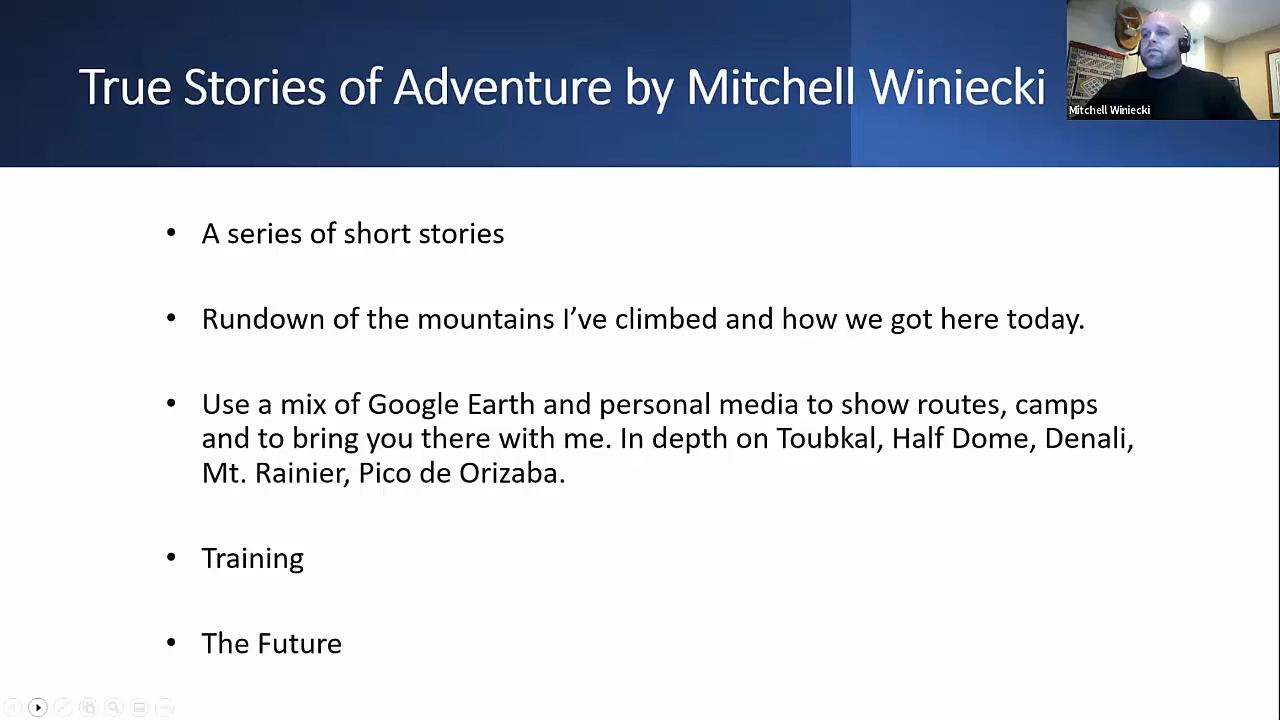 True Stories of Adventure by Mitchell Winiecki
Mitchell Winiecki
• A series of short stories
• Rundown of the mountains I’ve climbed and how we got here today.
• Use a mix of Google Earth and personal media to show routes, camps
and to bring you there with me. In depth on Toubkal, Half Dome, Denali,
Mt. Rainier, Pico de Orizaba.
• Training
• The Future